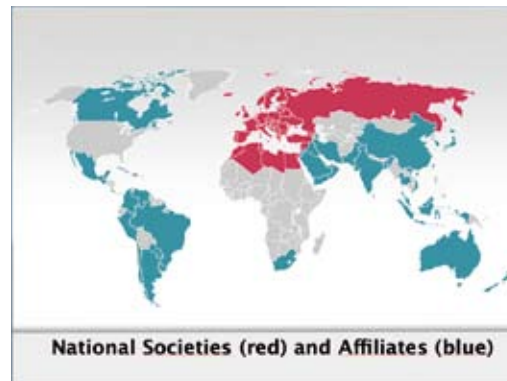 National Societies (red) and Affiliates (blue)